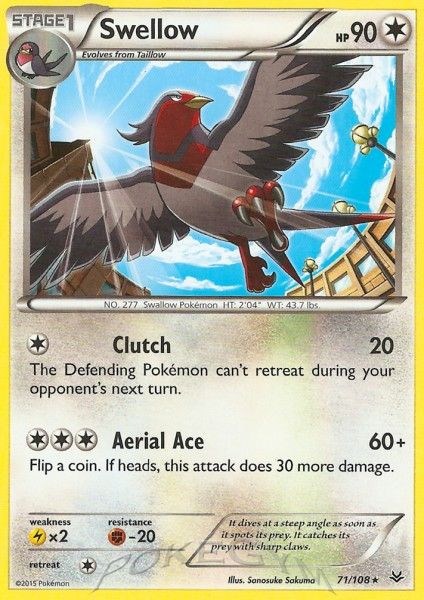 STAGE1
Swellow
HP 90
Evolves from Taillow
NO. 277 Swallow Pokémon HT: 2'04" WT: 43.7 lbs.
Clutch 20
The Defending Pokémon can't retreat during your
opponent's next turn.
Aerial Ace 60+
Flip a coin. If heads, this attack does 30 more damage.
weakness
×2
resistance
-20
retreat
It dives at a steep angle as soon as
it spots its prey. It catches its
prey with sharp claws.
©2015 Pokémon
Illus. Sanosuke Sakuma
71/108 ★